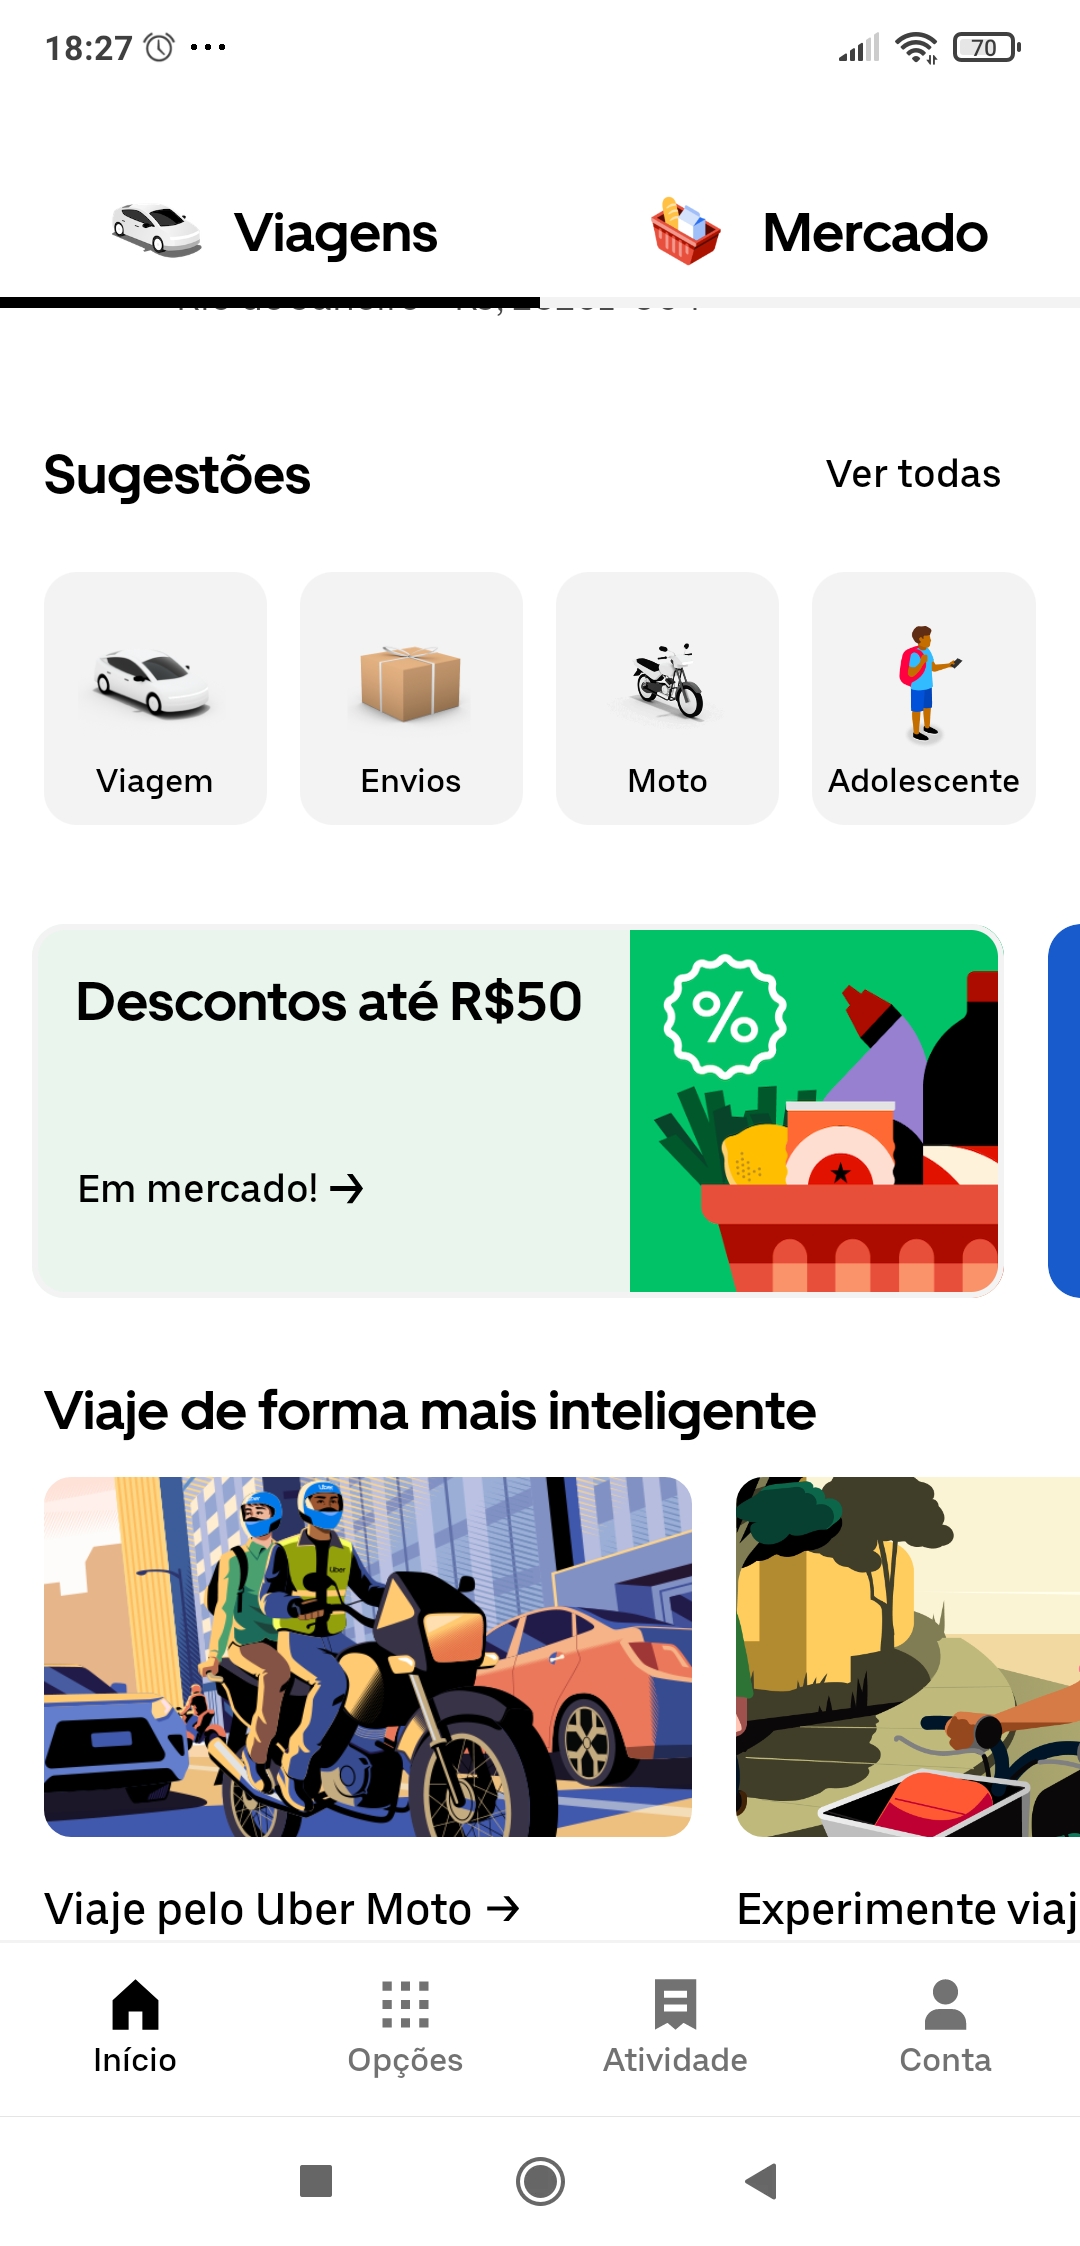 18:27
70
Viagens
Mercado
Sugestões
Ver todas
Viagem
Envios
Moto
Adolescente
Descontos até R$50
%
Em mercado! →
Viaje de forma mais inteligente
Uber
Uber
Viaje pelo Uber Moto →
Experimente viaj
Início
Opções
Atividade
Conta